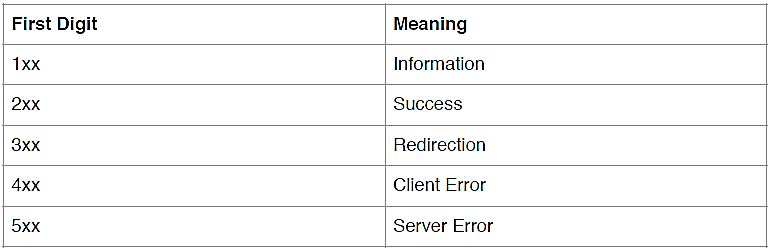 First Digit Meaning
1xx Information
2xx Success
3xx Redirection
4xx Client Error
5xx Server Error